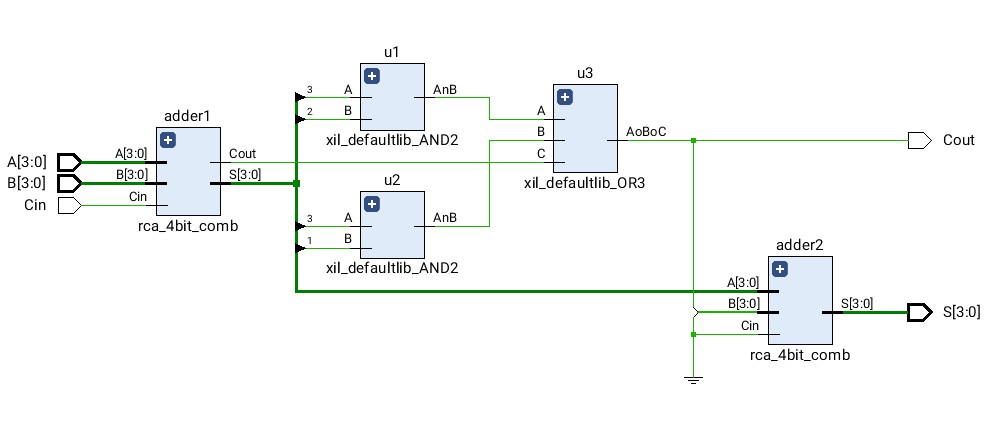 u1
3
A
AnB
2
B
xil_defaultlib_AND2
u3
A
B
AoBoC
C
xil_defaultlib_OR3
Cout
adder1
A[3:0]
A[3:0]
Cout
B[3:0]
B[3:0]
S[3:0]
Cin
Cin
rca_4bit_comb
u2
3
A
AnB
1
B
xil_defaultlib_AND2
adder2
A[3:0]
B[3:0]
S[3:0]
S[3:0]
Cin
rca_4bit_comb